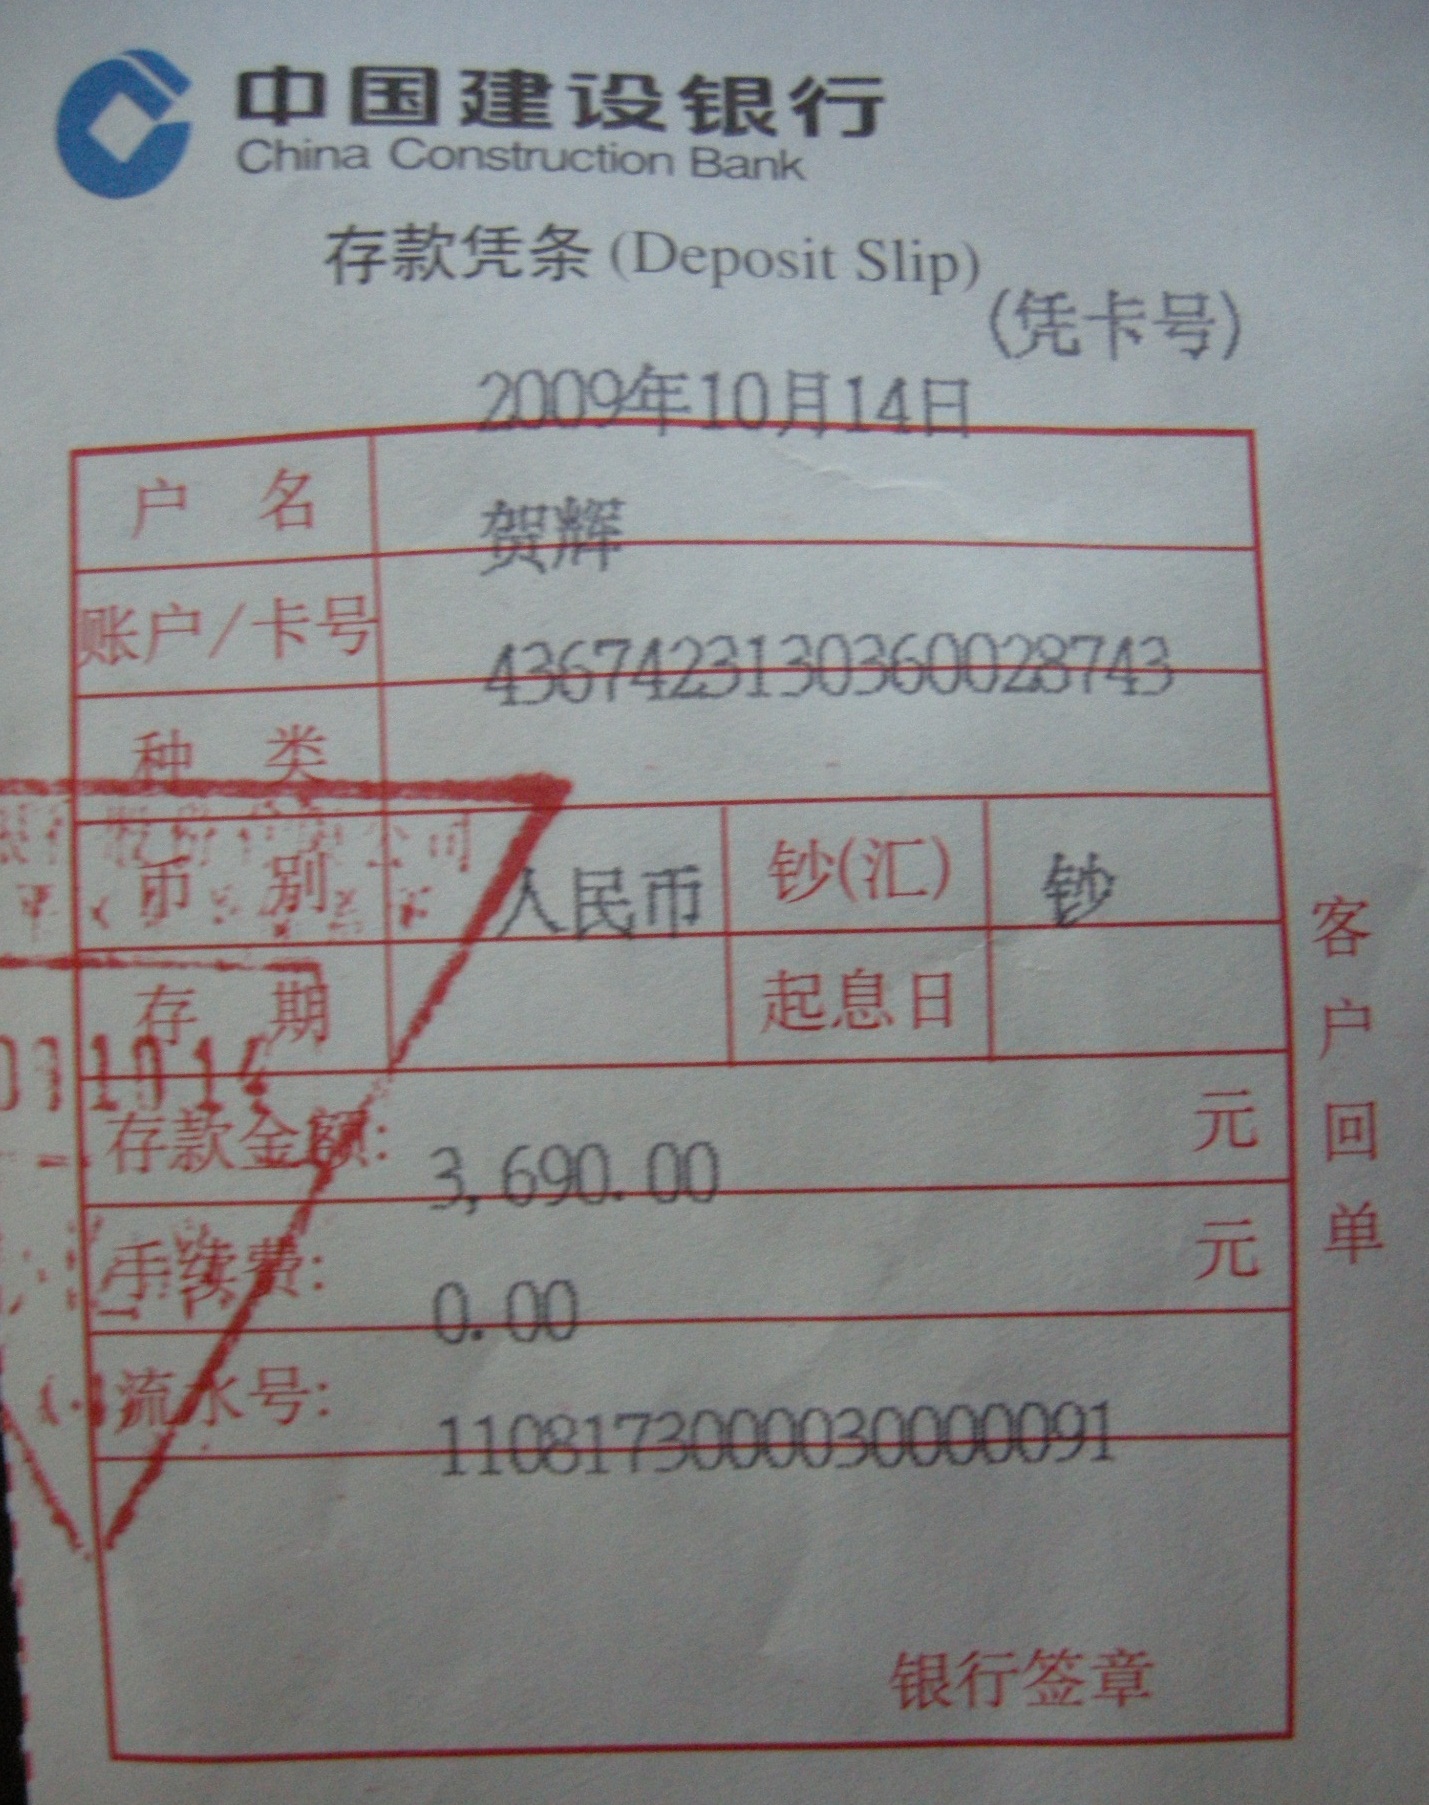 中国建设银行
China Construction Bank
存款凭条 (Deposit Slip)
(凭卡号)
2009年10月14日
户 名 贺辉
账户/卡号 4367423130360028743
种 类
币 别 人民币 钞(汇) 钞
存 期 起息日
存款金额: 3,690.00 元
手续费: 0.00 元
流水号: 1108173000030000091
银行签章
客户回单